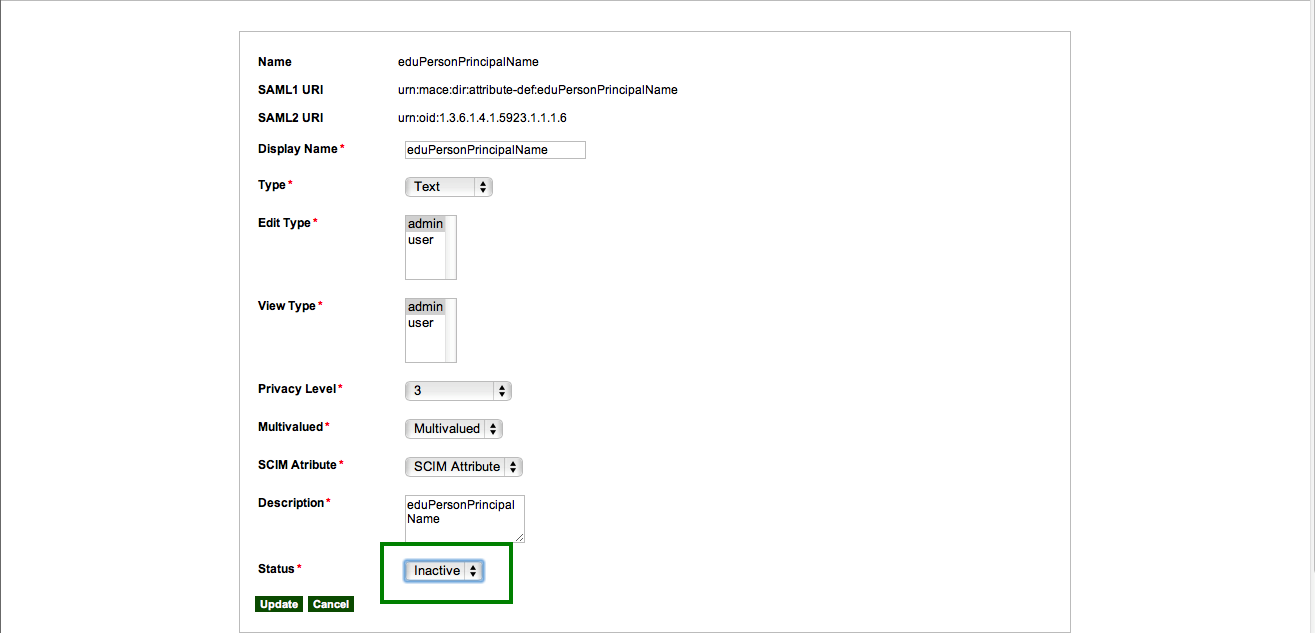 Name eduPersonPrincipalName
SAML1 URI urn:mace:dir:attribute-def:eduPersonPrincipalName
SAML2 URI urn:oid:1.3.6.1.4.1.5923.1.1.1.6
Display Name* eduPersonPrincipalName
Type* Text
Edit Type* admin
user
View Type* admin
user
Privacy Level* 3
Multivalued* Multivalued
SCIM Atribute* SCIM Attribute
Description* eduPersonPrincipal
Name
Status* Inactive
Update Cancel